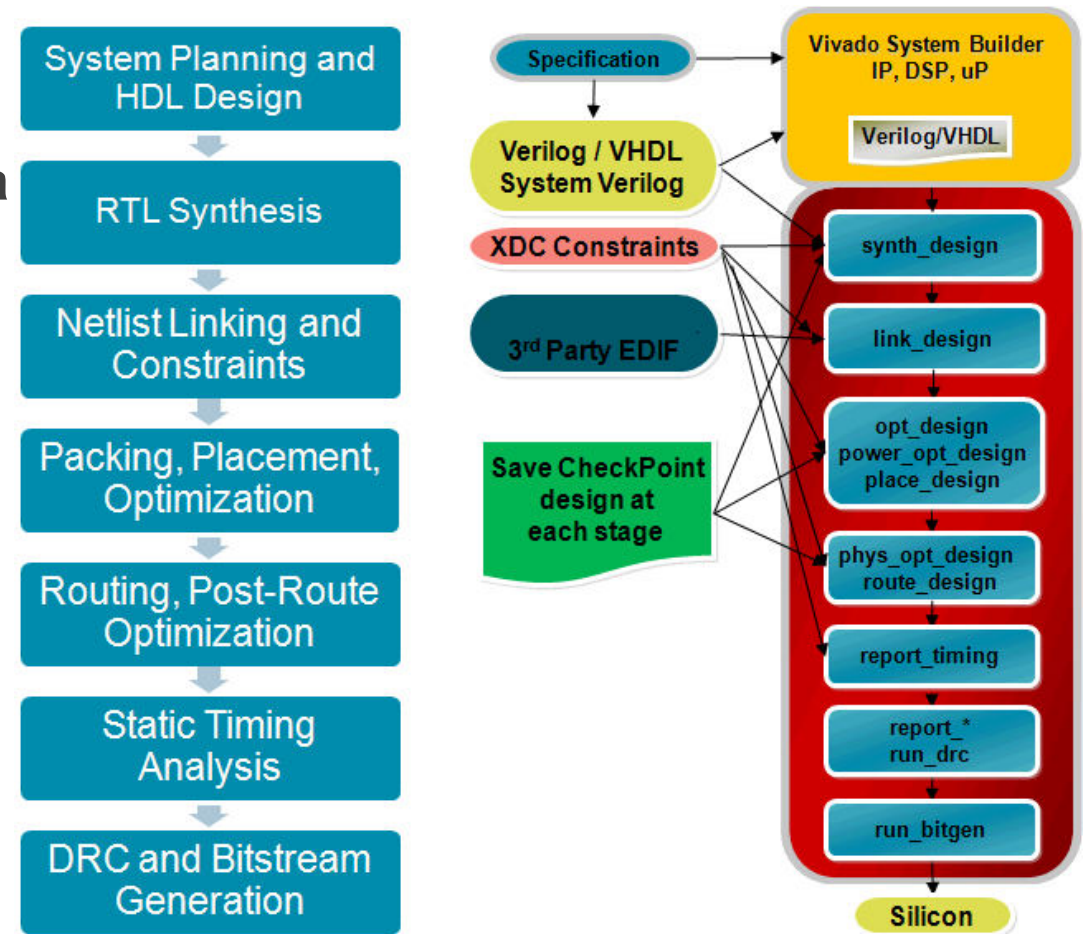 System Planning and
HDL Design
RTL Synthesis
Netlist Linking and
Constraints
Packing, Placement,
Optimization
Routing, Post-Route
Optimization
Static Timing
Analysis
DRC and Bitstream
Generation
Specification
Verilog / VHDL
System Verilog
XDC Constraints
3rd Party EDIF
Save CheckPoint
design at
each stage
Vivado System Builder
IP, DSP, uP
Verilog/VHDL
synth_design
link_design
opt_design
power_opt_design
place_design
phys_opt_design
route_design
report_timing
report_*
run_drc
run_bitgen
Silicon